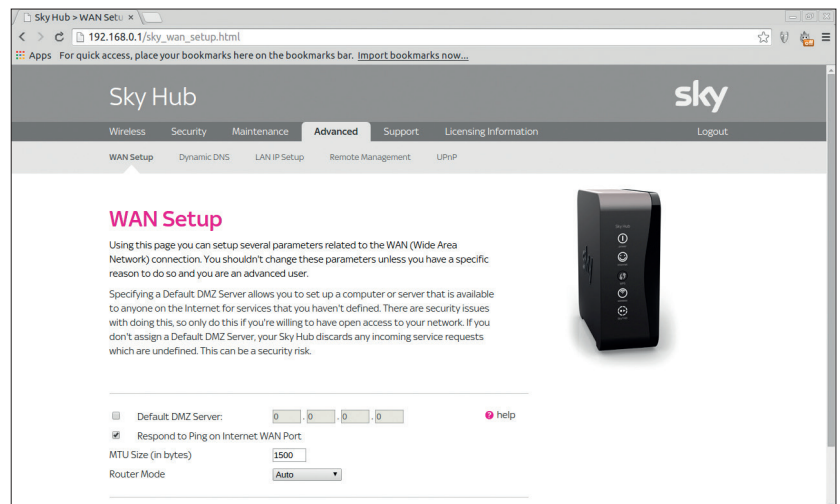 Sky Hub > WAN Setu
192.168.0.1/sky_wan_setup.html
Apps For quick access, place your bookmarks here on the bookmarks bar. Import bookmarks now...
Sky Hub
sky
Wireless Security Maintenance Advanced Support Licensing Information Logout
WAN Setup Dynamic DNS LAN IP Setup Remote Management UPnP
WAN Setup
Using this page you can setup several parameters related to the WAN (Wide Area
Network) connection. You shouldn't change these parameters unless you have a specific
reason to do so and you are an advanced user.
Specifying a Default DMZ Server allows you to set up a computer or server that is available
to anyone on the Internet for services that you haven't defined. There are security issues
with doing this, so only do this if you're willing to have open access to your network. If you
don't assign a Default DMZ Server, your Sky Hub discards any incoming service requests
which are undefined. This can be a security risk.
Default DMZ Server: 0 . 0 . 0 . 0 help
Respond to Ping on Internet WAN Port
MTU Size (in bytes) 1500
Router Mode Auto